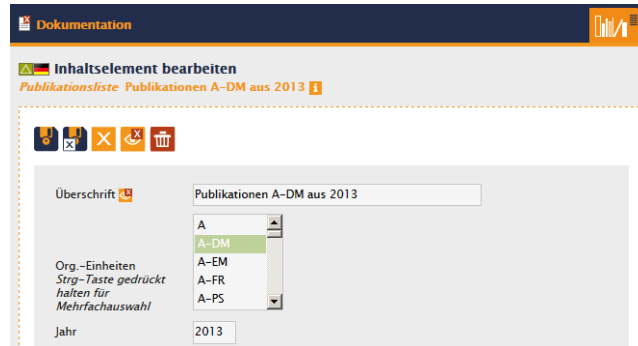 Dokumentation
Inhaltselement bearbeiten
Publikationsliste Publikationen A-DM aus 2013
Überschrift
Publikationen A-DM aus 2013
A
A-DM
A-EM
A-FR
A-PS
Org.-Einheiten
Strg-Taste gedrückt
halten für
Mehrfachauswahl
Jahr
2013